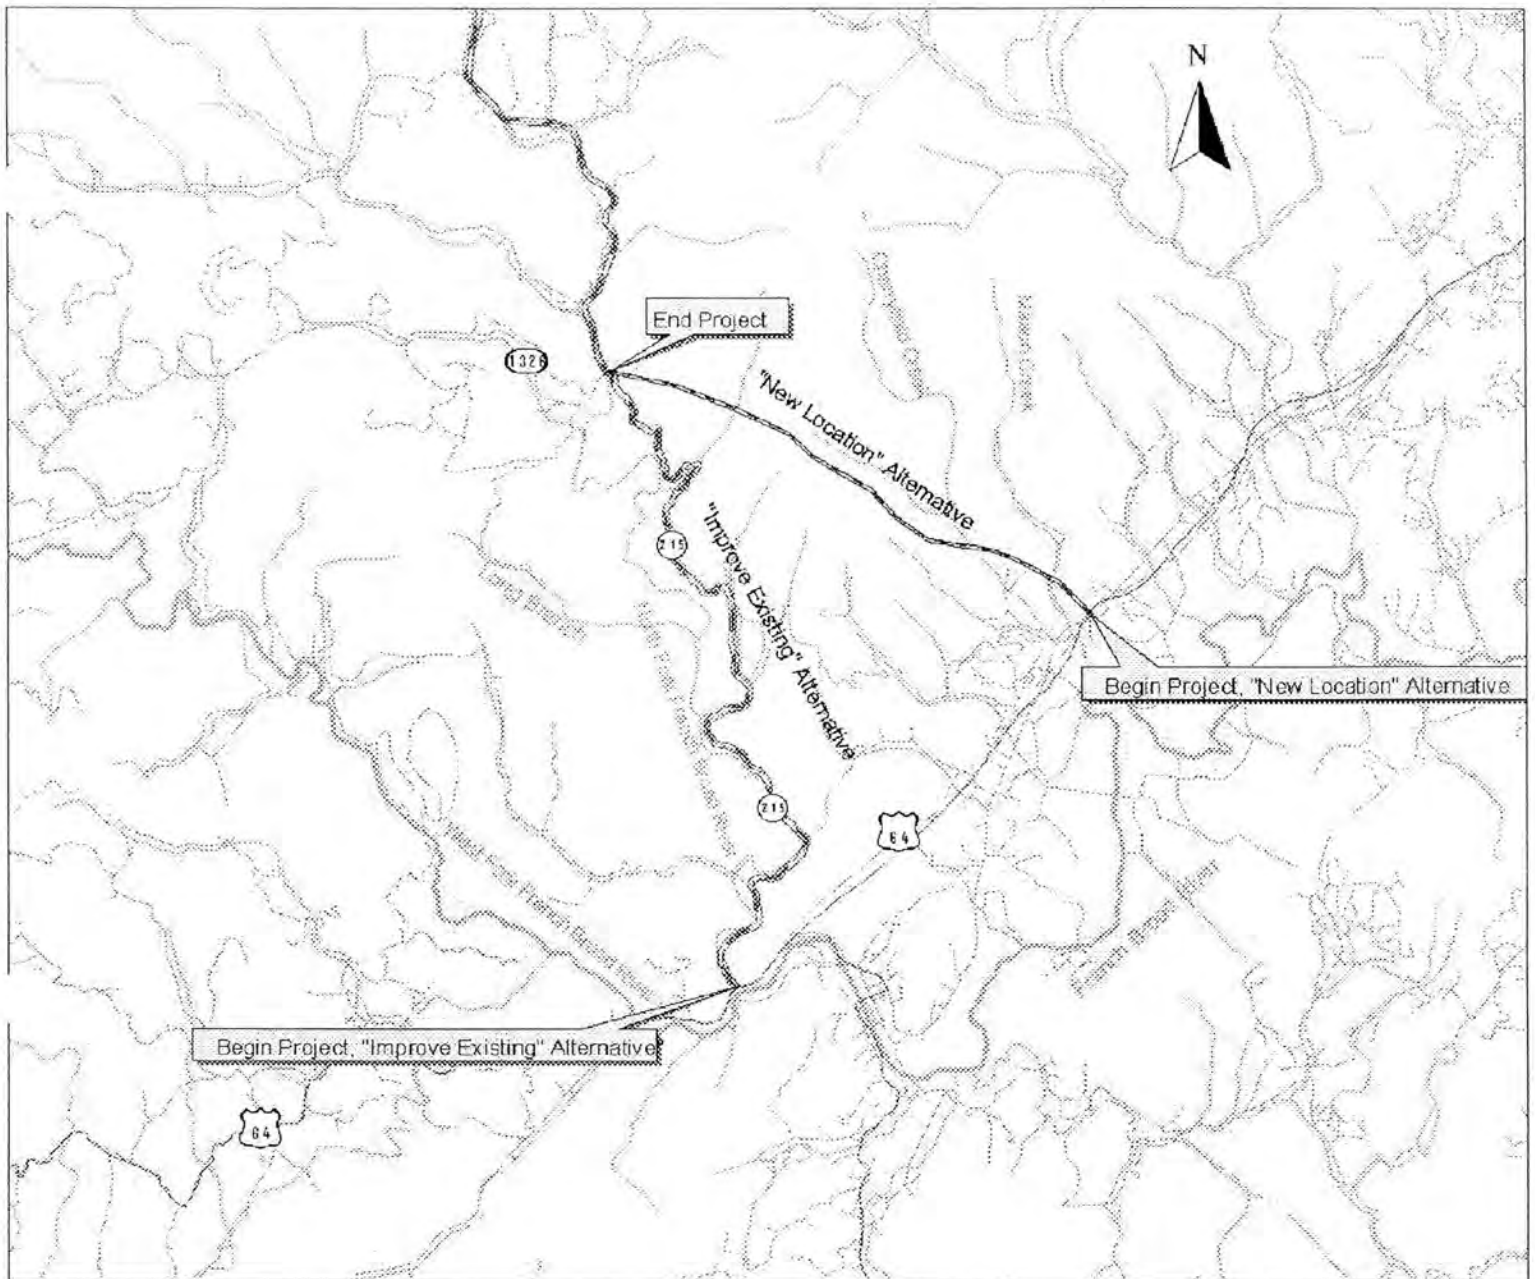 N
End Project
1326
"New Location" Alternative
215
"Improve Existing" Alternative
Begin Project, "New Location" Alternative
215
64
Begin Project, "Improve Existing" Alternative
64